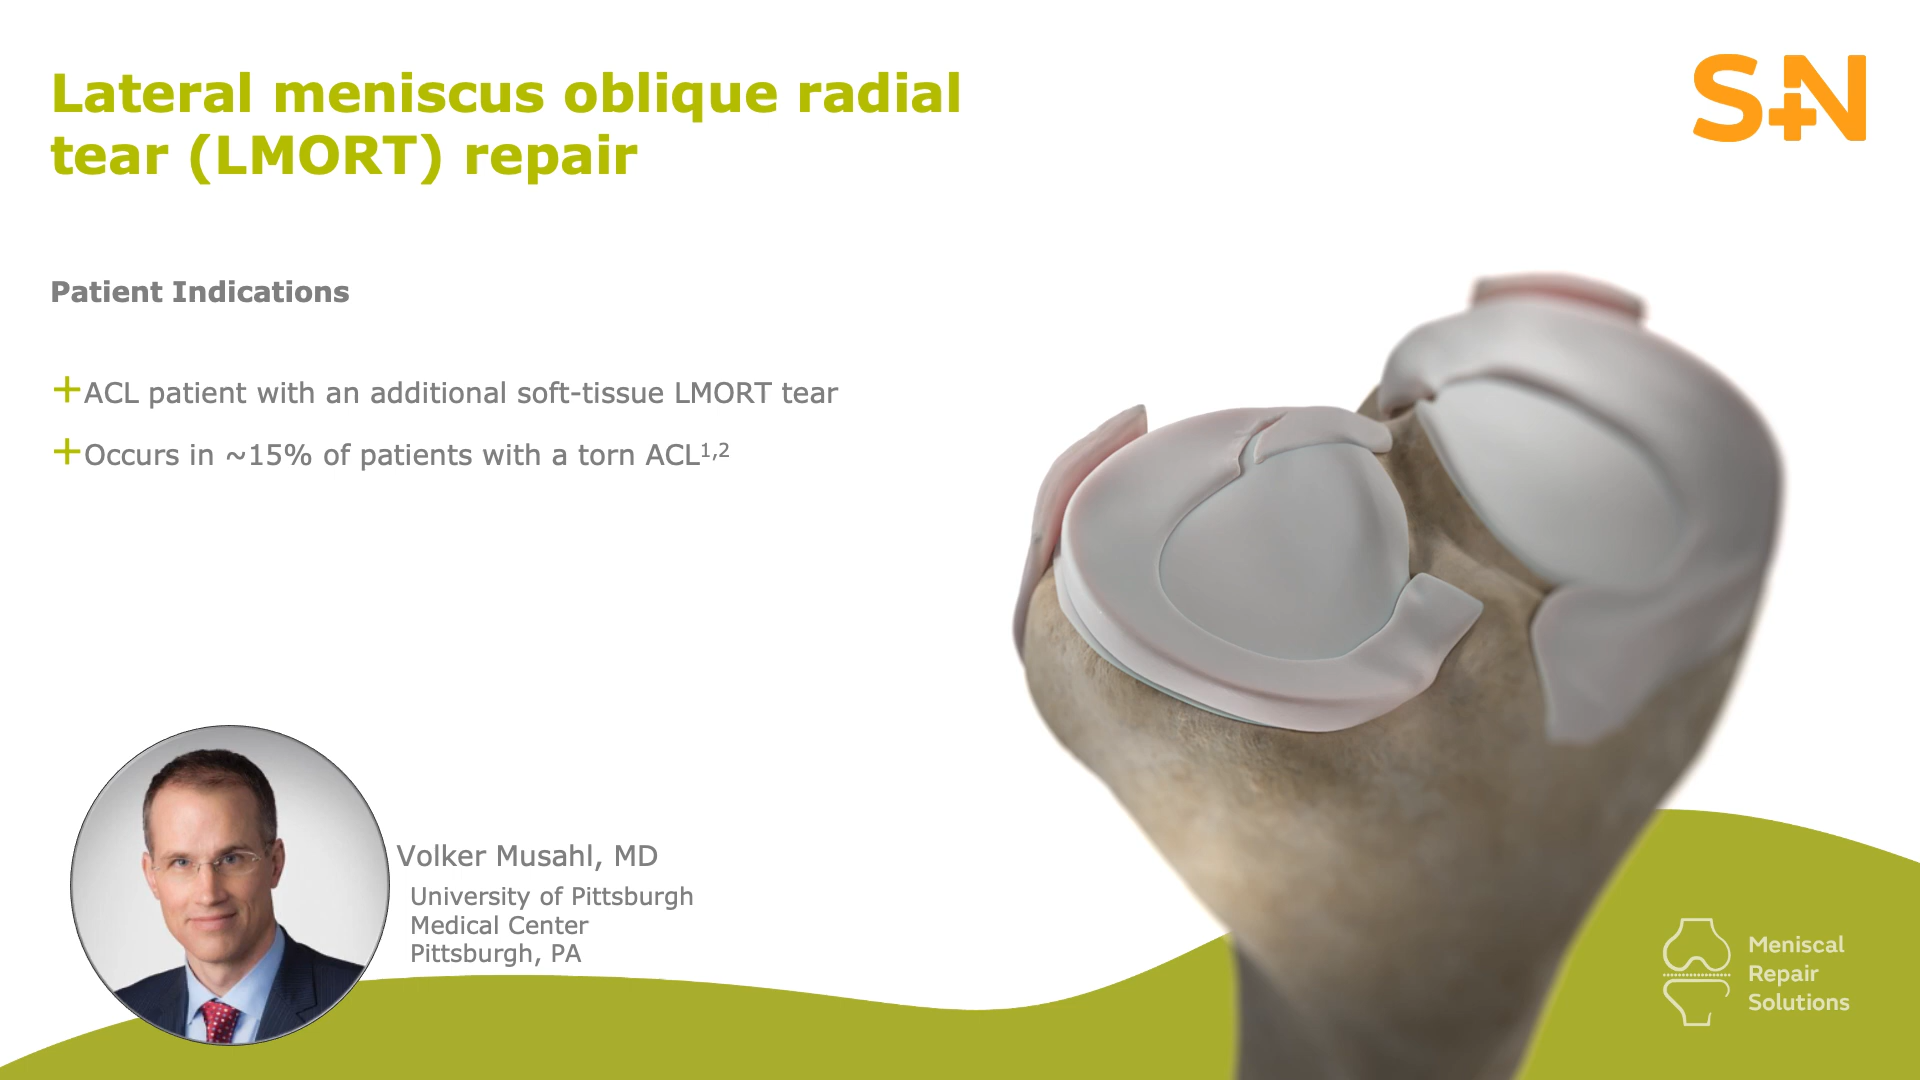 Lateral meniscus oblique radial
tear (LMORT) repair
S+N
Patient Indications
+ACL patient with an additional soft-tissue LMORT tear
+Occurs in ~15% of patients with a torn ACL1,2
Volker Musahl, MD
University of Pittsburgh
Medical Center
Pittsburgh, PA
Meniscal
Repair
Solutions